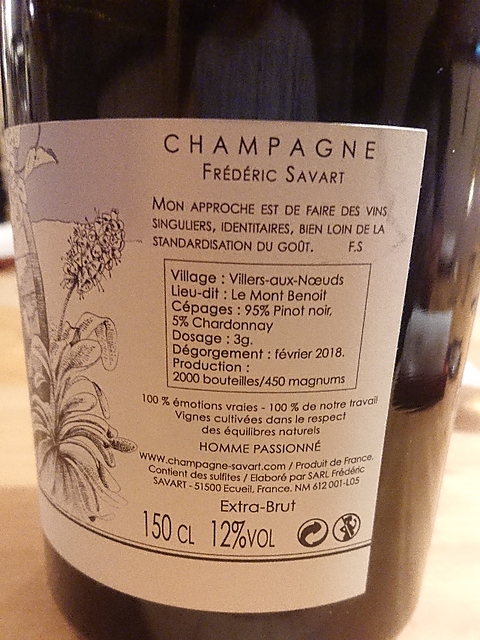 CHAMPAGNE
FRÉDÉRIC SAVART
MON APPROCHE EST DE FAIRE DES VINS
SINGULIERS, IDENTITAIRES, BIEN LOIN DE LA
STANDARDISATION DU GOÛT. F.S
Village : Villers-aux-Nœuds
Lieu-dit : Le Mont Benoit
Cépages : 95% Pinot noir,
5% Chardonnay
Dosage : 3g.
Dégorgement : février 2018.
Production :
2000 bouteilles/450 magnums
100 % émotions vraies - 100 % de notre travail
Vignes cultivées dans le respect
des équilibres naturels
HOMME PASSIONNÉ
www.champagne-savart.com / Produit de France.
Contient des sulfites / Elaboré par SARL Frédéric
SAVART - 51500 Ecueil, France. NM 612 001-L05
Extra-Brut
150 CL 12%VOL